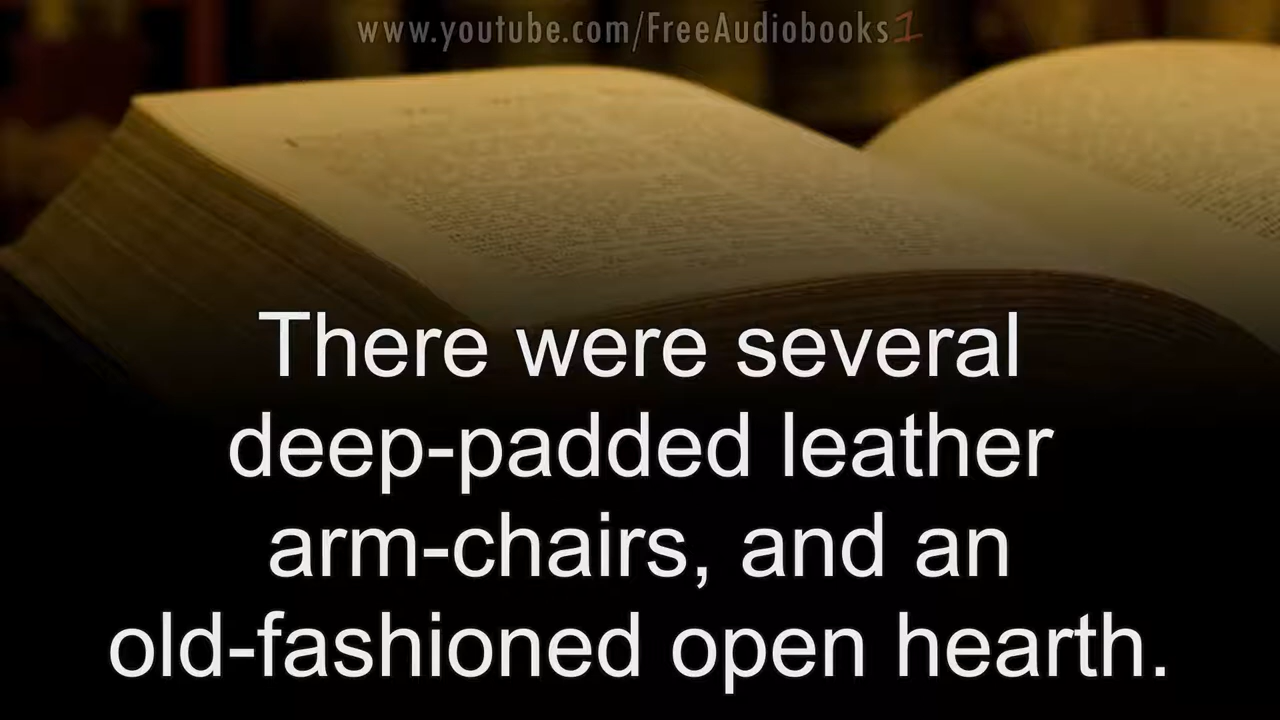 www.youtube.com/FreeAudiobooks1
There were several
deep-padded leather
arm-chairs, and an
old-fashioned open hearth.